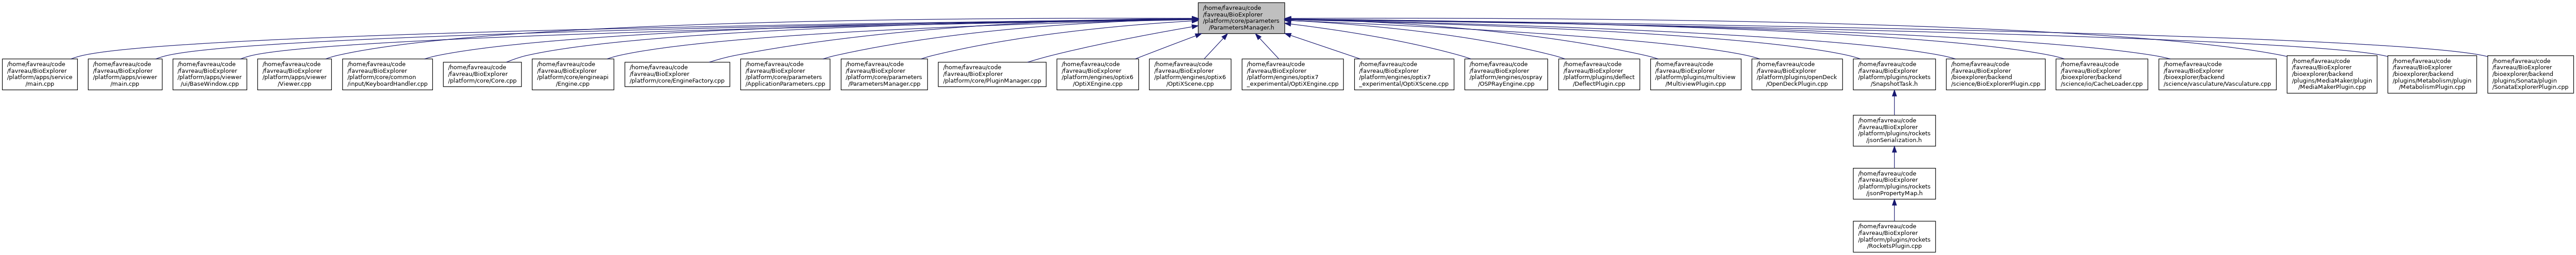 /home/favreau/code
/favreau/BioExplorer
/platform/core/parameters
/ParametersManager.h
/home/favreau/code
/favreau/BioExplorer
/platform/apps/service
/main.cpp
/home/favreau/code
/favreau/BioExplorer
/platform/apps/viewer
/main.cpp
/home/favreau/code
/favreau/BioExplorer
/platform/apps/viewer
/ui/BaseWindow.cpp
/home/favreau/code
/favreau/BioExplorer
/platform/apps/viewer
/Viewer.cpp
/home/favreau/code
/favreau/BioExplorer
/platform/core/common
/input/KeyboardHandler.cpp
/home/favreau/code
/favreau/BioExplorer
/platform/core/Core.cpp
/home/favreau/code
/favreau/BioExplorer
/platform/core/engineapi
/Engine.cpp
/home/favreau/code
/favreau/BioExplorer
/platform/core/EngineFactory.cpp
/home/favreau/code
/favreau/BioExplorer
/platform/core/parameters
/ApplicationParameters.cpp
/home/favreau/code
/favreau/BioExplorer
/platform/core/parameters
/ParametersManager.cpp
/home/favreau/code
/favreau/BioExplorer
/platform/core/PluginManager.cpp
/home/favreau/code
/favreau/BioExplorer
/platform/engines/optix6
/OptiXEngine.cpp
/home/favreau/code
/favreau/BioExplorer
/platform/engines/optix6
/OptiXScene.cpp
/home/favreau/code
/favreau/BioExplorer
/platform/engines/optix7
_experimental/OptiXEngine.cpp
/home/favreau/code
/favreau/BioExplorer
/platform/engines/optix7
_experimental/OptiXScene.cpp
/home/favreau/code
/favreau/BioExplorer
/platform/engines/ospray
/OSPRayEngine.cpp
/home/favreau/code
/favreau/BioExplorer
/platform/plugins/deflect
/DeflectPlugin.cpp
/home/favreau/code
/favreau/BioExplorer
/platform/plugins/multiview
/MultiviewPlugin.cpp
/home/favreau/code
/favreau/BioExplorer
/platform/plugins/openDeck
/OpenDeckPlugin.cpp
/home/favreau/code
/favreau/BioExplorer
/platform/plugins/rockets
/SnapshotTask.h
/home/favreau/code
/favreau/BioExplorer
/bioexplorer/backend
/science/BioExplorerPlugin.cpp
/home/favreau/code
/favreau/BioExplorer
/bioexplorer/backend
/science/io/CacheLoader.cpp
/home/favreau/code
/favreau/BioExplorer
/bioexplorer/backend
/science/vasculature/Vasculature.cpp
/home/favreau/code
/favreau/BioExplorer
/bioexplorer/backend
/plugins/MediaMaker/plugin
/MediaMakerPlugin.cpp
/home/favreau/code
/favreau/BioExplorer
/bioexplorer/backend
/plugins/Metabolism/plugin
/MetabolismPlugin.cpp
/home/favreau/code
/favreau/BioExplorer
/bioexplorer/backend
/plugins/Sonata/plugin
/SonataExplorerPlugin.cpp
/home/favreau/code
/favreau/BioExplorer
/platform/plugins/rockets
/jsonSerialization.h
/home/favreau/code
/favreau/BioExplorer
/platform/plugins/rockets
/jsonPropertyMap.h
/home/favreau/code
/favreau/BioExplorer
/platform/plugins/rockets
/RocketsPlugin.cpp